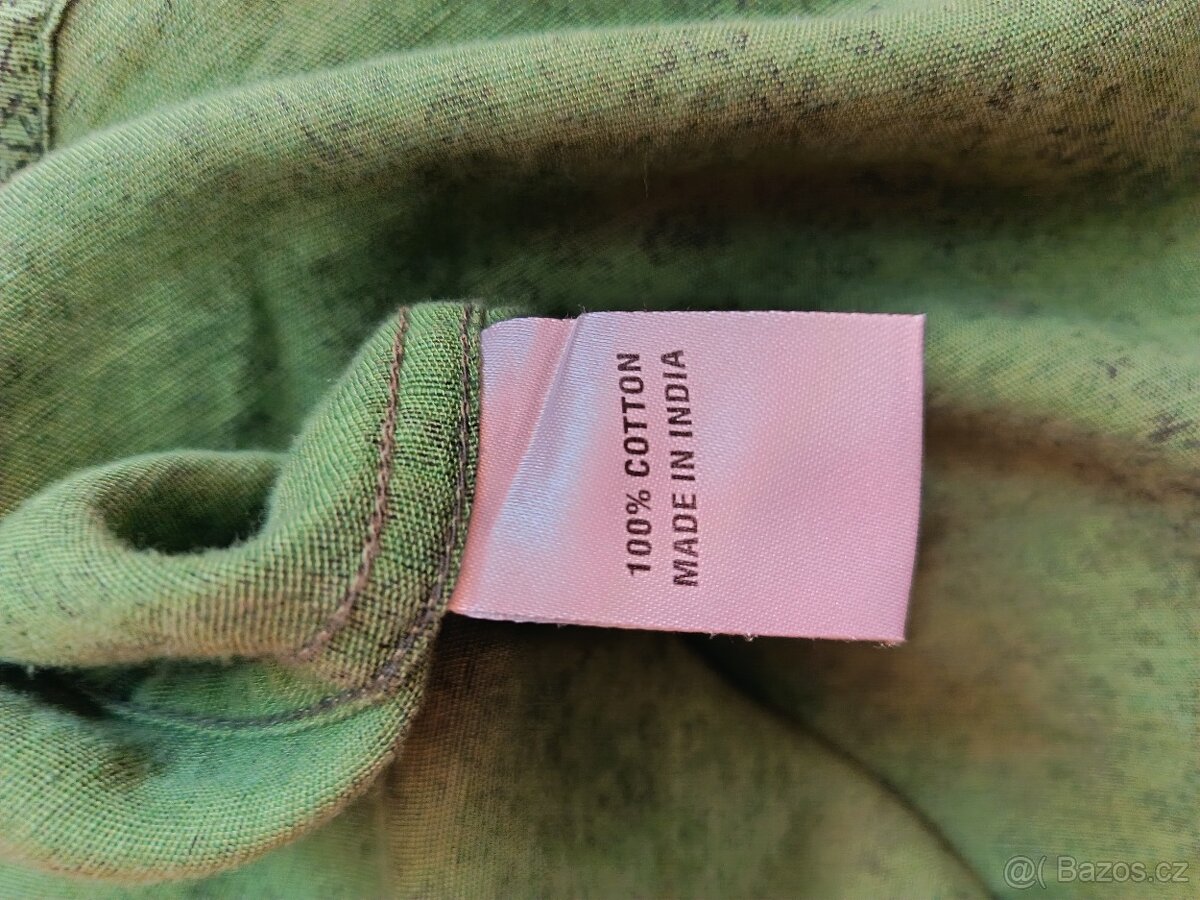 100% COTTON
MADE IN INDIA
@( Bazos.cz